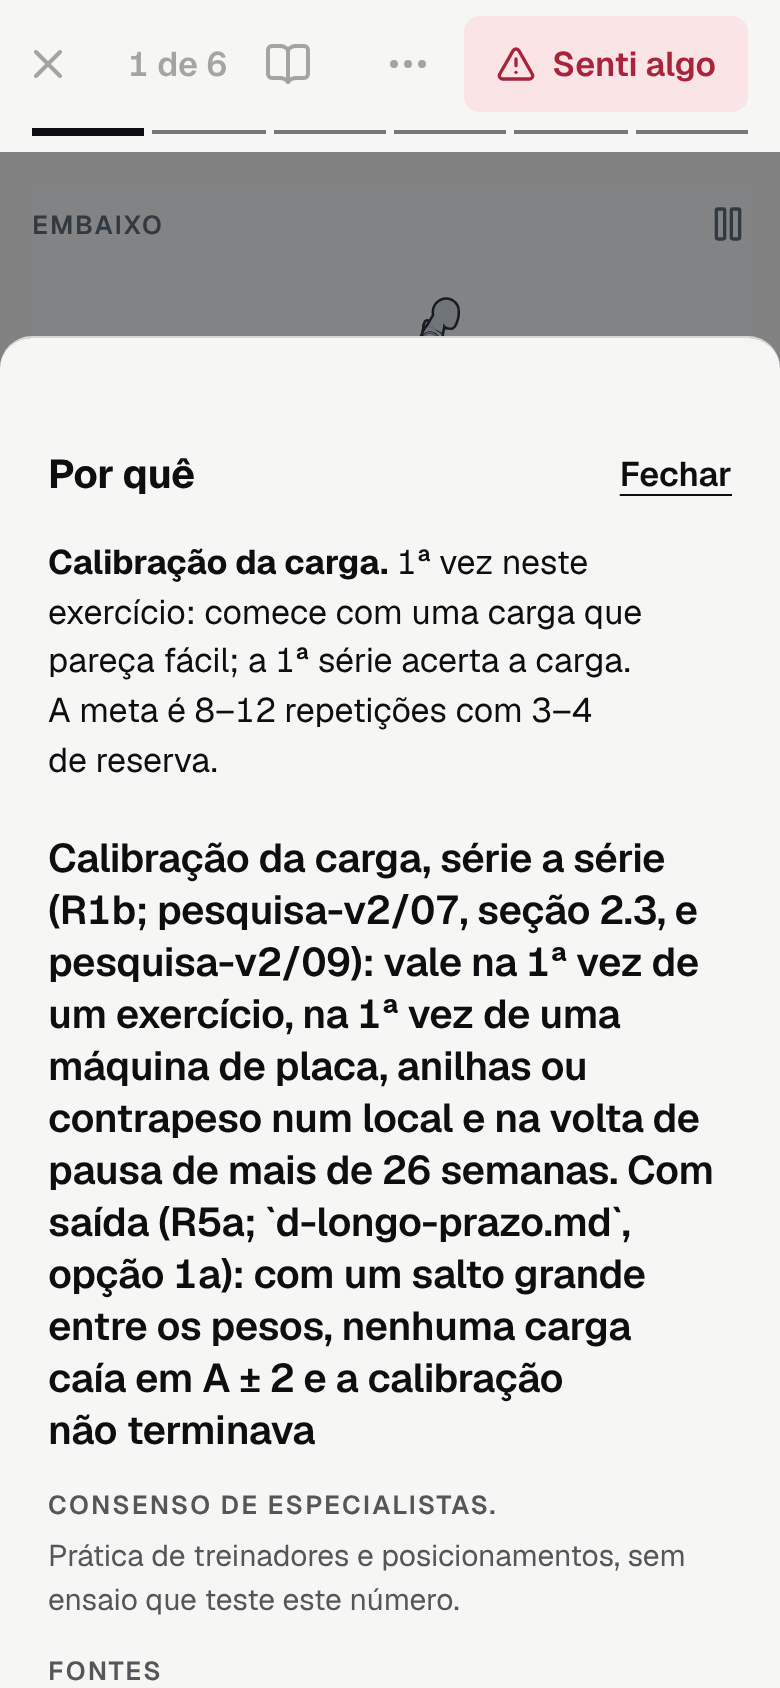 1 de 6
Senti algo
EMBAIXO
Por quê
Fechar
Calibração da carga. 1ª vez neste
exercício: comece com uma carga que
pareça fácil; a 1ª série acerta a carga.
A meta é 8–12 repetições com 3–4
de reserva.
Calibração da carga, série a série
(R1b; pesquisa-v2/07, seção 2.3, e
pesquisa-v2/09): vale na 1ª vez de
um exercício, na 1ª vez de uma
máquina de placa, anilhas ou
contrapeso num local e na volta de
pausa de mais de 26 semanas. Com
saída (R5a; `d-longo-prazo.md`,
opção 1a): com um salto grande
entre os pesos, nenhuma carga
caía em A ± 2 e a calibração
não terminava
CONSENSO DE ESPECIALISTAS.
Prática de treinadores e posicionamentos, sem
ensaio que teste este número.
FONTES